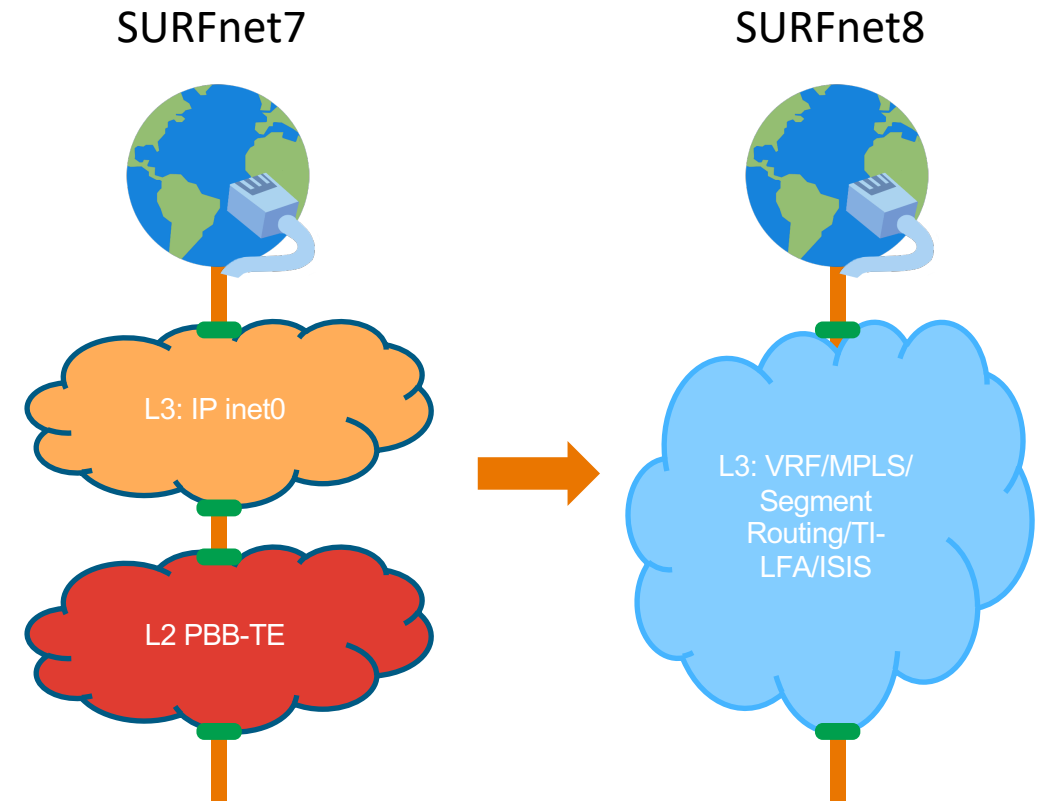 SURFnet7
SURFnet8
L3: IP inet0
L2 PBB-TE
L3: VRF/MPLS/
Segment
Routing/TI-
LFA/ISIS